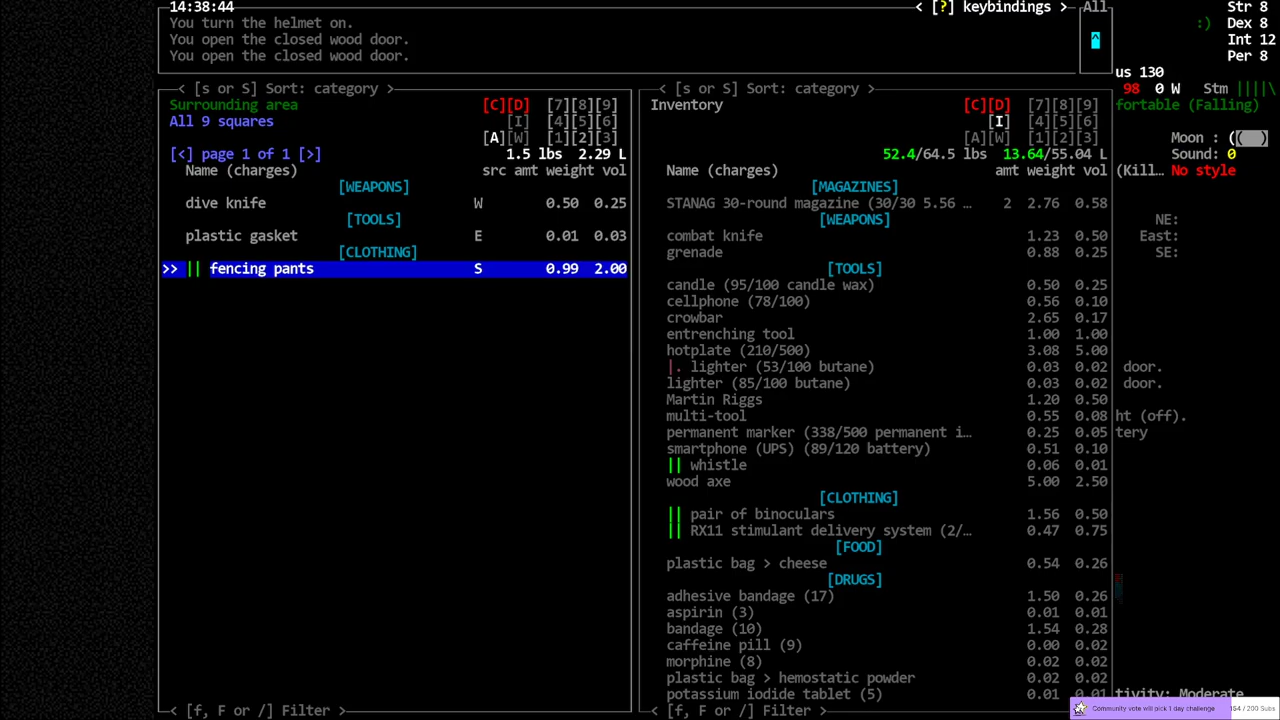 14:38:44
< [?] keybindings >
All
Str 8
You turn the helmet on.
:)
Dex 8
You open the closed wood door.
^
Int 12
You open the closed wood door.
Per 8
us 130
< [s or S] Sort: category >
< [s or S] Sort: category >
98 0 W Stm ||||\
Surrounding area [C][D] [7][8][9]
Inventory [C][D] [7][8][9]
fortable (Falling)
All 9 squares [I] [4][5][6]
[I] [4][5][6]
[A][W] [1][2][3]
[A][W] [1][2][3]
Moon : (( )
[<] page 1 of 1 [>] 1.5 lbs 2.29 L
52.4/64.5 lbs 13.64/55.04 L
Sound: 0
Name (charges) src amt weight vol
Name (charges) amt weight vol
(Kill… No style
[WEAPONS]
[MAGAZINES]
dive knife W 0.50 0.25
STANAG 30-round magazine (30/30 5.56 … 2 2.76 0.58
[TOOLS]
[WEAPONS]
NE:
plastic gasket E 0.01 0.03
combat knife 1.23 0.50
East:
[CLOTHING]
grenade 0.88 0.25
SE:
>> || fencing pants S 0.99 2.00
[TOOLS]
candle (95/100 candle wax) 0.50 0.25
cellphone (78/100) 0.56 0.10
crowbar 2.65 0.17
entrenching tool 1.00 1.00
hotplate (210/500) 3.08 5.00
|. lighter (53/100 butane) 0.03 0.02
door.
lighter (85/100 butane) 0.03 0.02
door.
Martin Riggs 1.20 0.50
multi-tool 0.55 0.08
ht (off).
permanent marker (338/500 permanent i… 0.25 0.05
tery
smartphone (UPS) (89/120 battery) 0.51 0.10
|| whistle 0.06 0.01
wood axe 5.00 2.50
[CLOTHING]
|| pair of binoculars 1.56 0.50
|| RX11 stimulant delivery system (2/… 0.47 0.75
[FOOD]
plastic bag > cheese 0.54 0.26
[DRUGS]
adhesive bandage (17) 1.50 0.26
aspirin (3) 0.01 0.01
bandage (10) 1.54 0.28
caffeine pill (9) 0.00 0.02
morphine (8) 0.02 0.02
plastic bag > hemostatic powder 0.02 0.02
potassium iodide tablet (5) 0.01 0.01
tivity: Moderate
< [f, F or /] Filter >
< [f, F or /] Filter >
Community vote will pick 1 day challenge
164 / 200 Subs